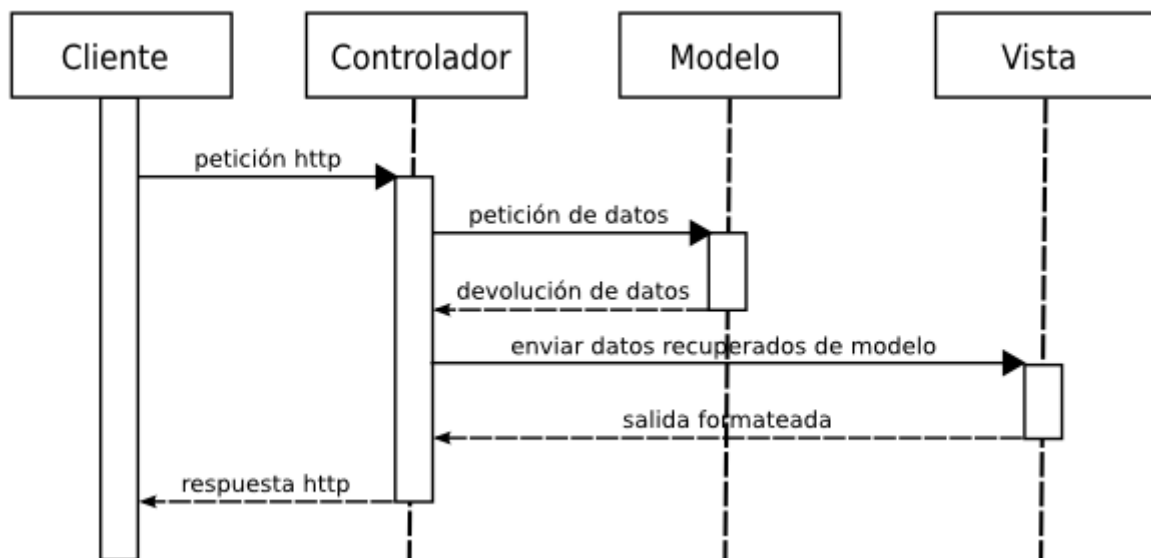 Cliente
Controlador
Modelo
Vista
petición http
petición de datos
devolución de datos
enviar datos recuperados de modelo
salida formateada
respuesta http